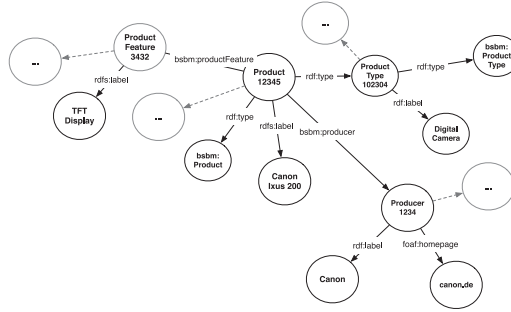 ...
Product
Feature
3432
bsbm:productFeature
...
rdfs:label
TFT
Display
...
Product
12345
rdf:type
Product
Type
102304
rdf:type
bsbm:
Product
Type
rdf:label
Digital
Camera
rdf:type
bsbm:
Product
rdfs:label
Canon
Ixus 200
bsbm:producer
Producer
1234
...
rdf:label
Canon
foaf:homepage
canon.de
...